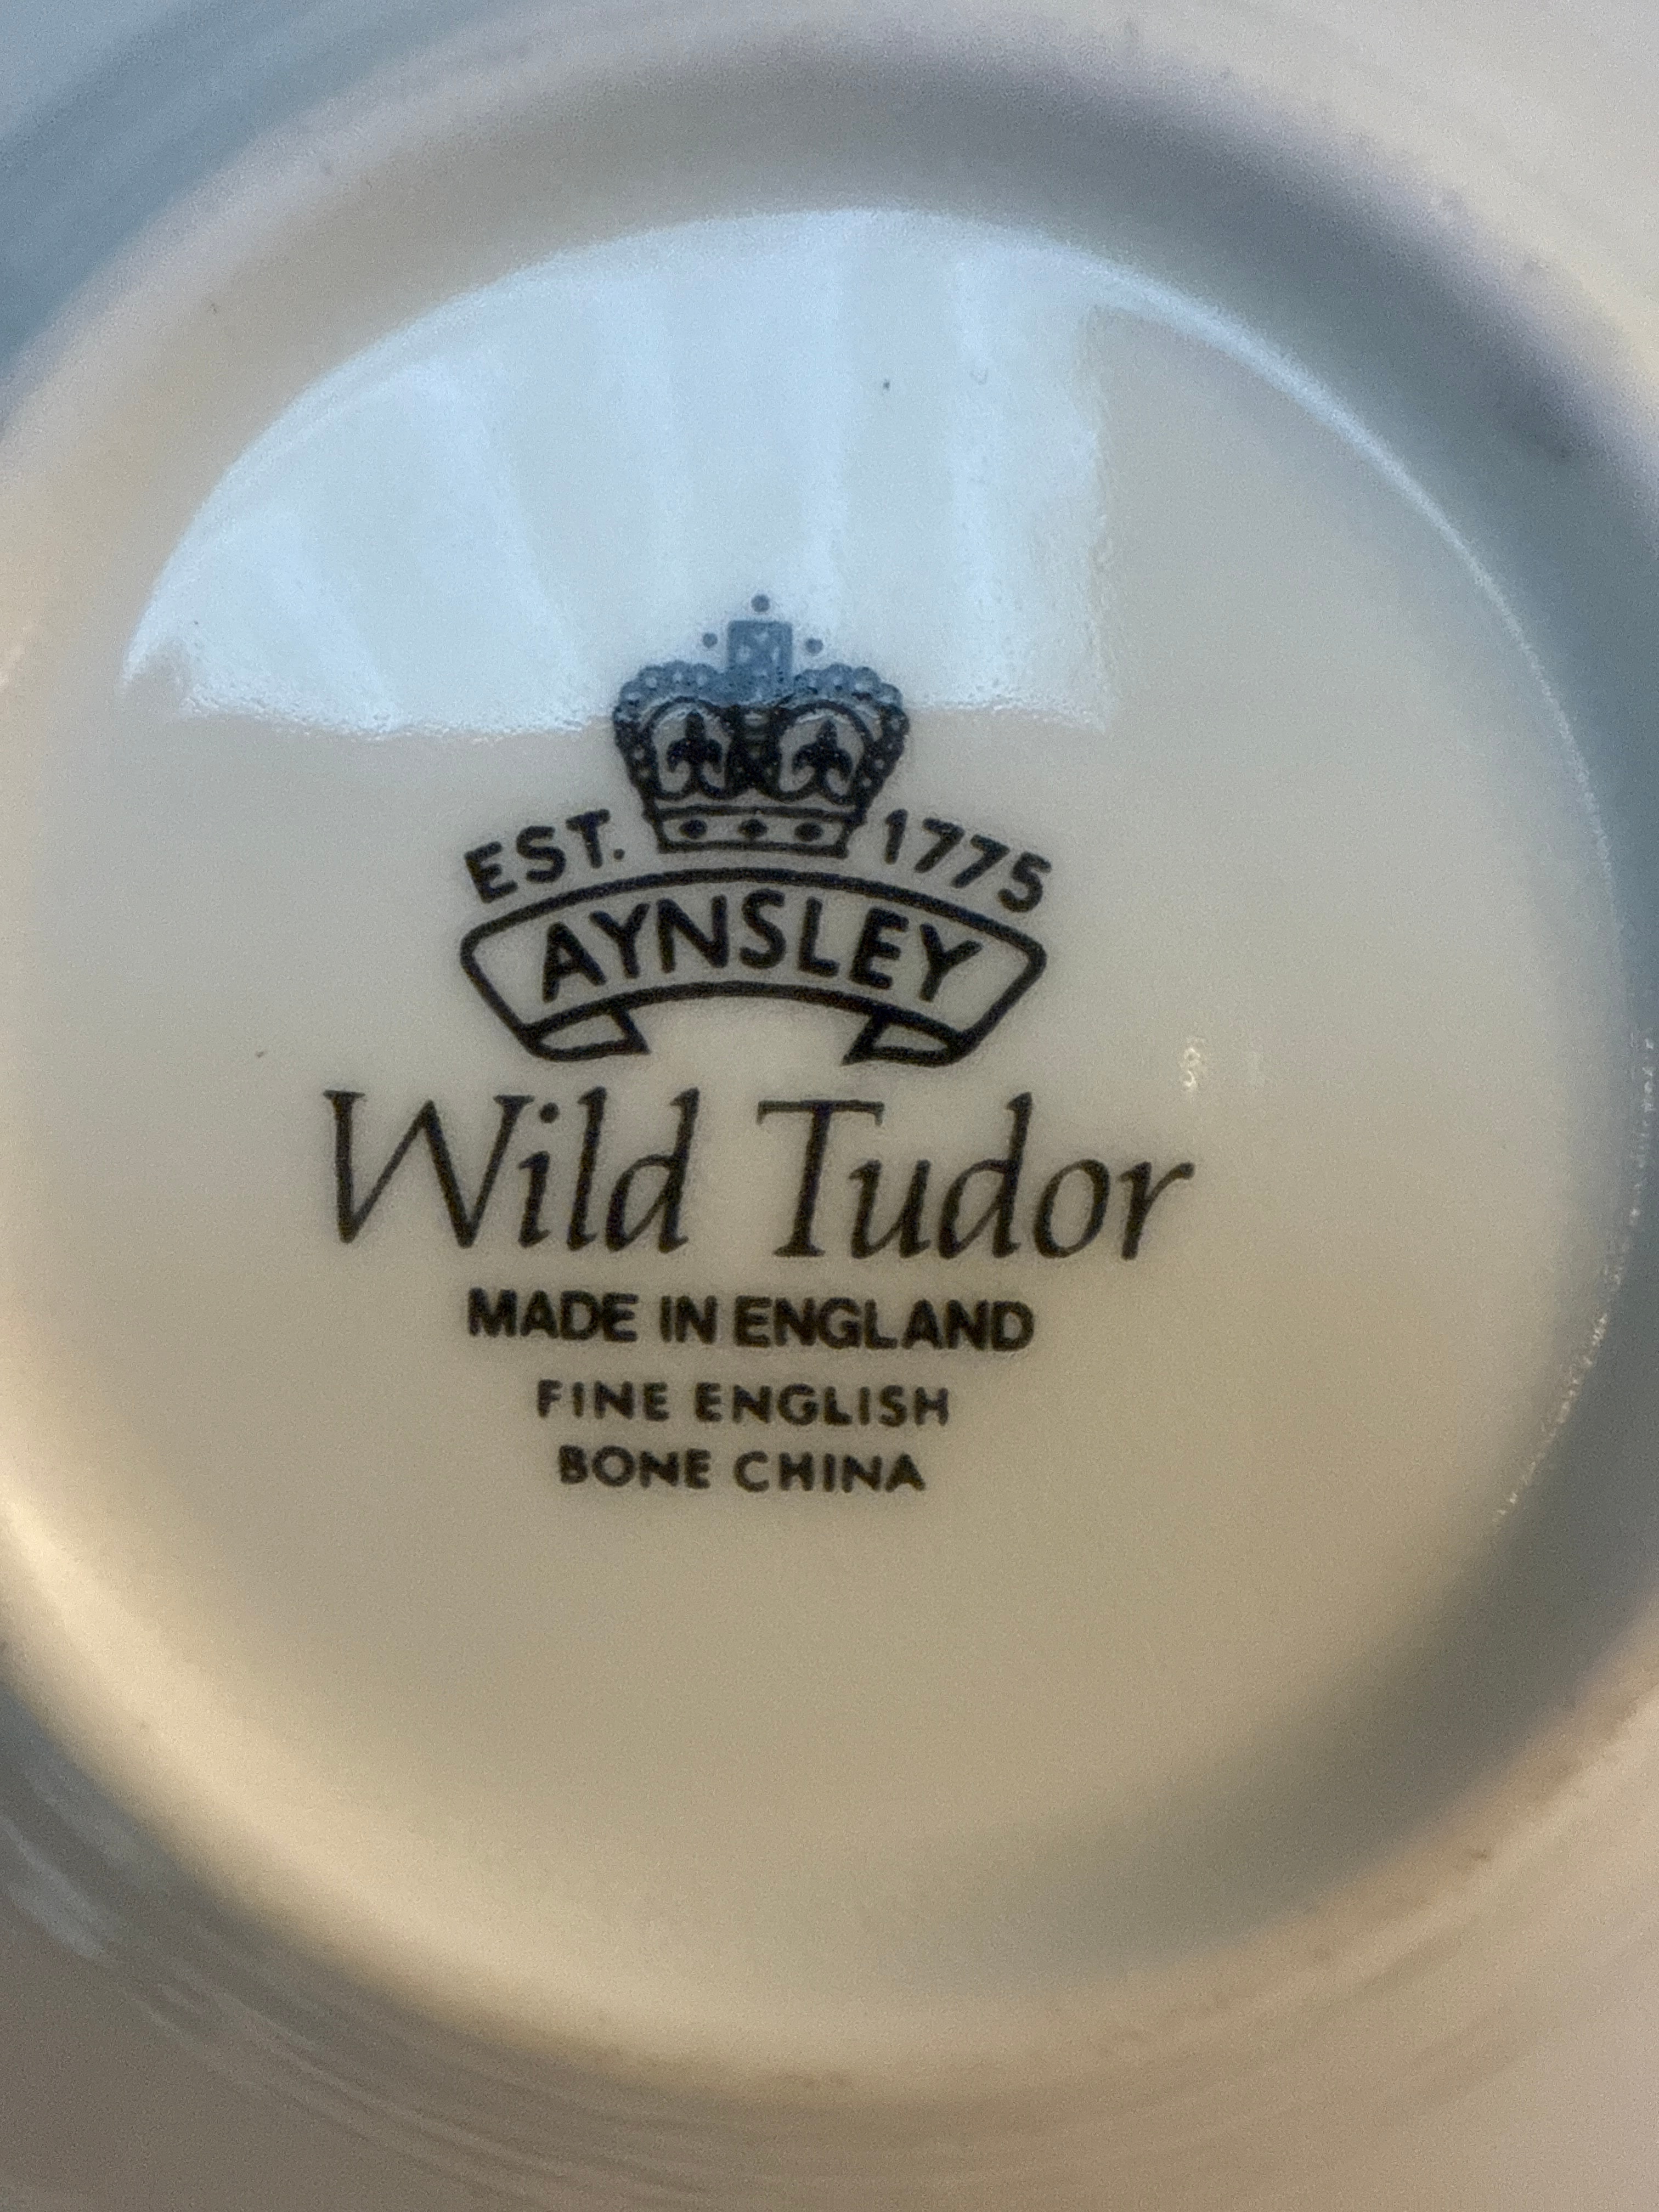 EST. 1775
AYNSLEY
Wild Tudor
MADE IN ENGLAND
FINE ENGLISH
BONE CHINA